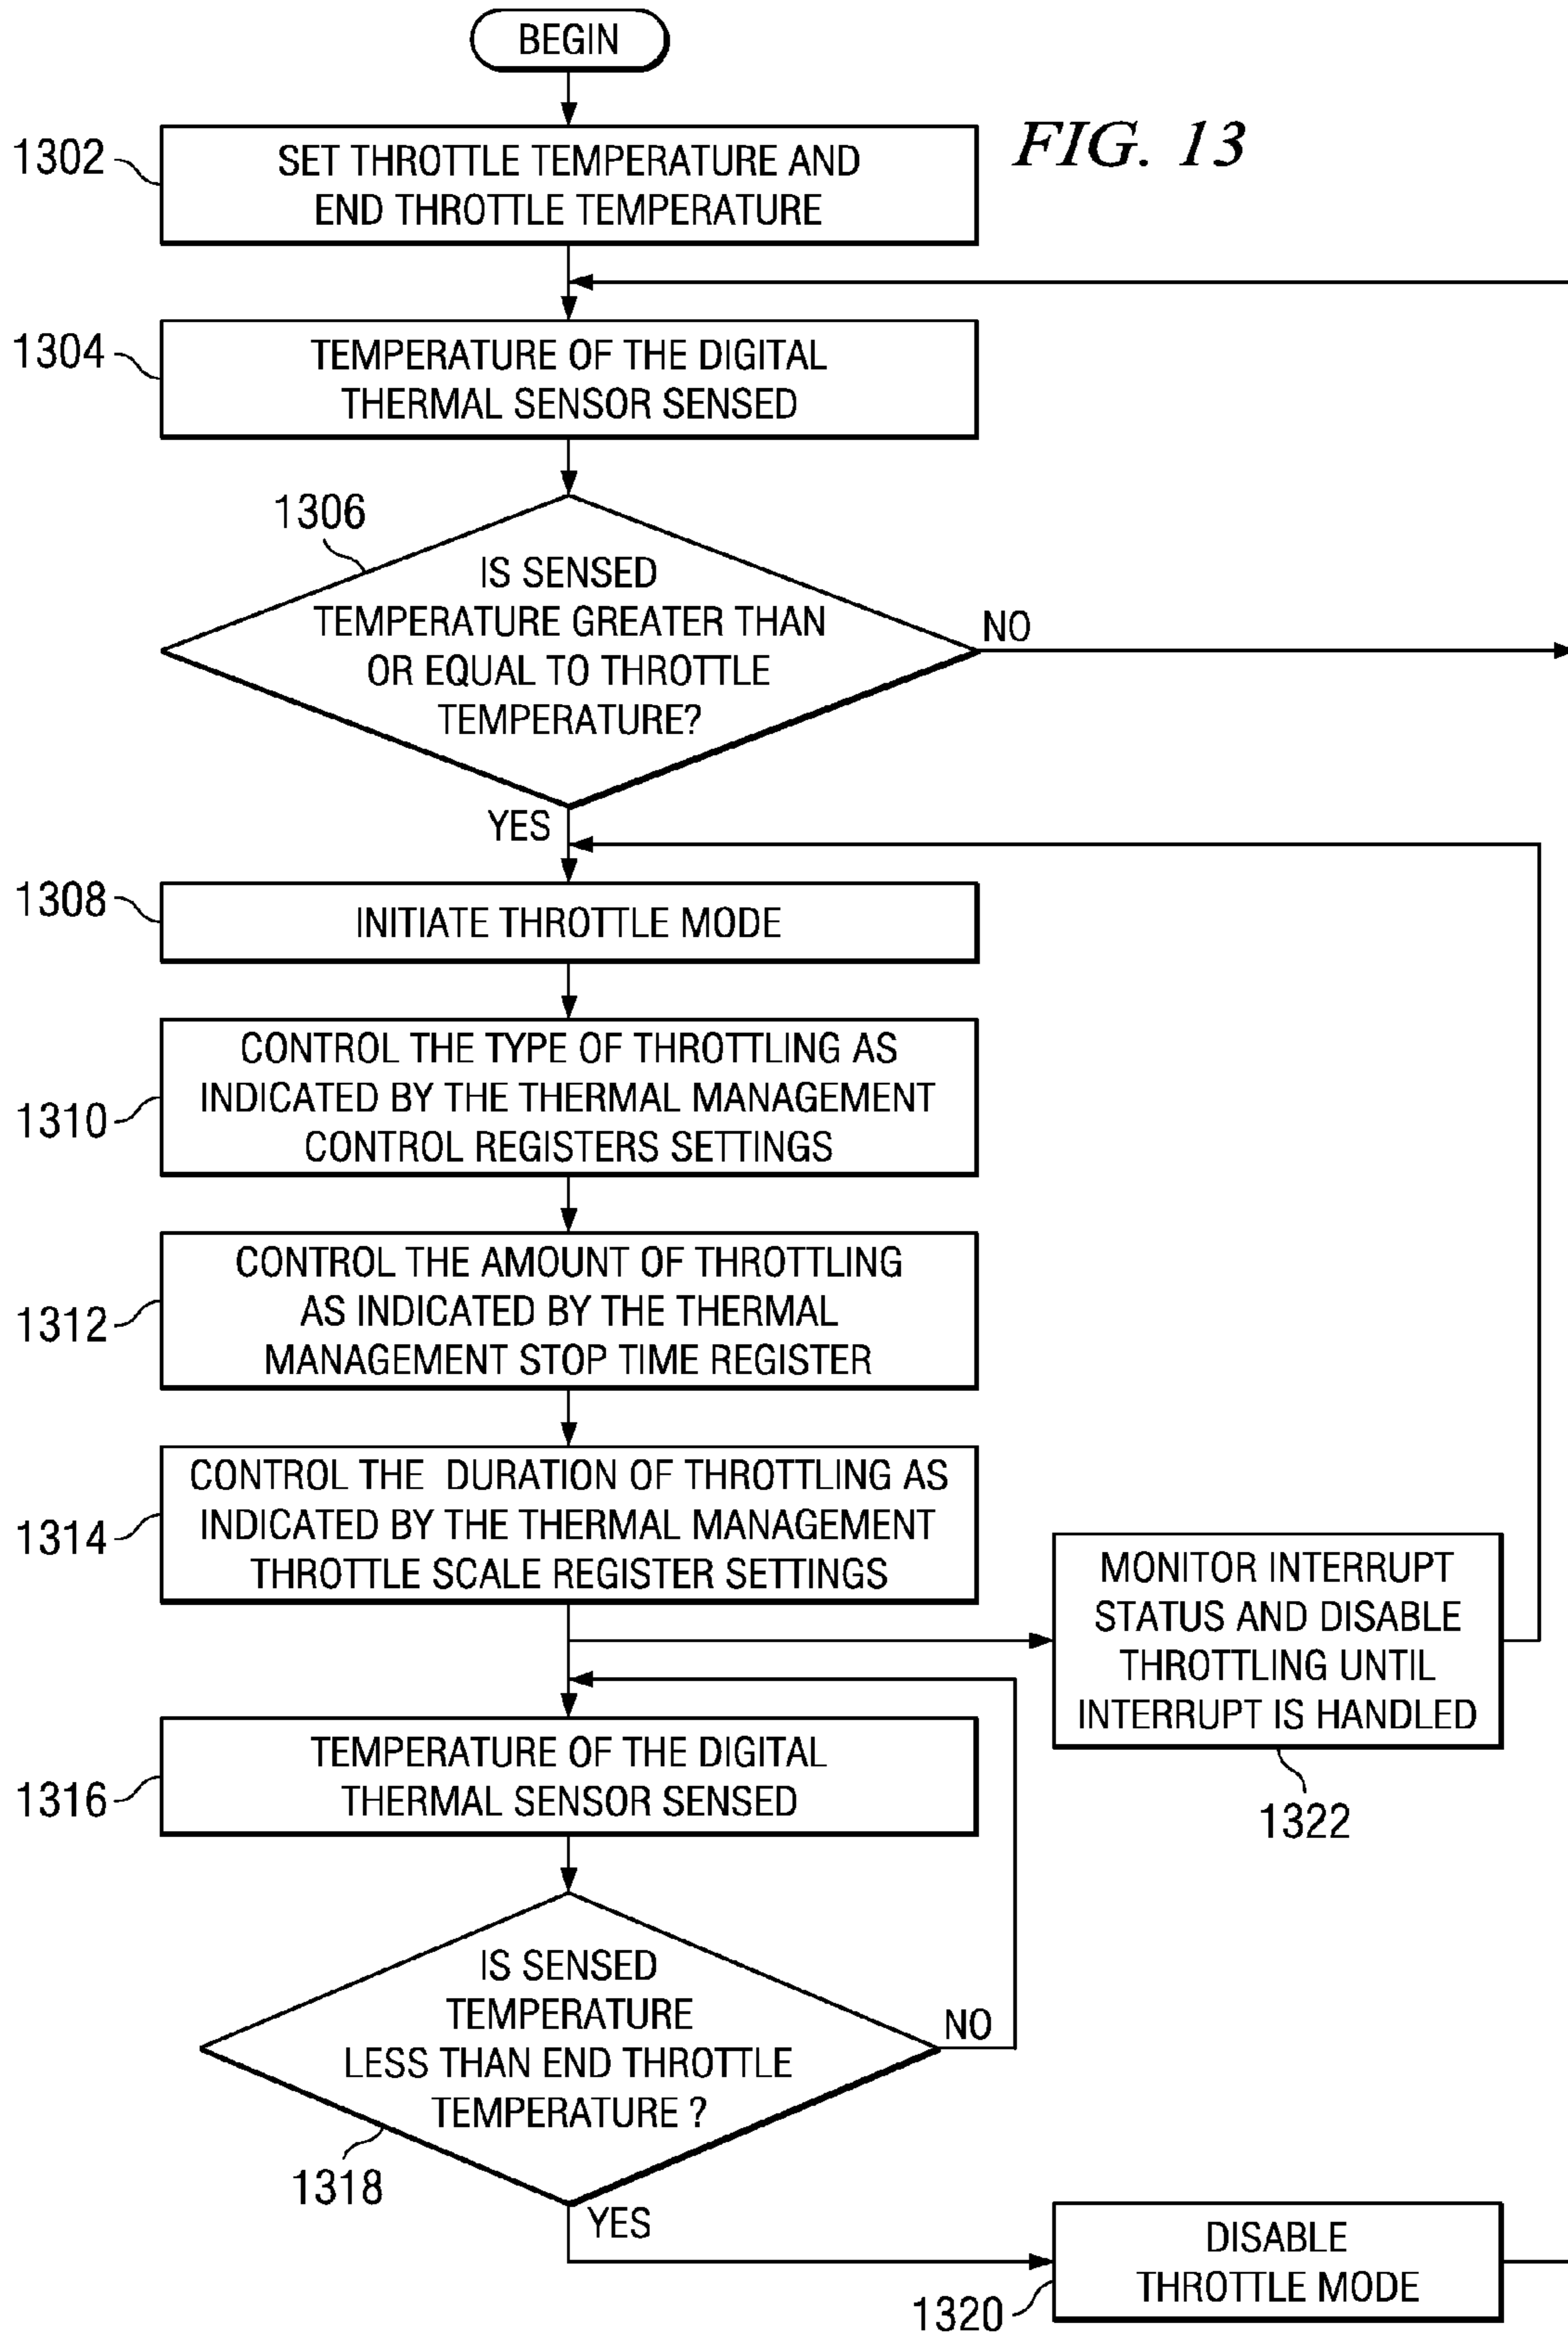 BEGIN
FIG. 13
1302
SET THROTTLE TEMPERATURE AND
END THROTTLE TEMPERATURE
1304
TEMPERATURE OF THE DIGITAL
THERMAL SENSOR SENSED
1306
IS SENSED
TEMPERATURE GREATER THAN
OR EQUAL TO THROTTLE
TEMPERATURE?
NO
YES
1308
INITIATE THROTTLE MODE
1310
CONTROL THE TYPE OF THROTTLING AS
INDICATED BY THE THERMAL MANAGEMENT
CONTROL REGISTERS SETTINGS
1312
CONTROL THE AMOUNT OF THROTTLING
AS INDICATED BY THE THERMAL
MANAGEMENT STOP TIME REGISTER
1314
CONTROL THE DURATION OF THROTTLING AS
INDICATED BY THE THERMAL MANAGEMENT
THROTTLE SCALE REGISTER SETTINGS
MONITOR INTERRUPT
STATUS AND DISABLE
THROTTLING UNTIL
INTERRUPT IS HANDLED
1322
1316
TEMPERATURE OF THE DIGITAL
THERMAL SENSOR SENSED
IS SENSED
TEMPERATURE
LESS THAN END THROTTLE
TEMPERATURE ?
NO
1318
YES
DISABLE
THROTTLE MODE
1320